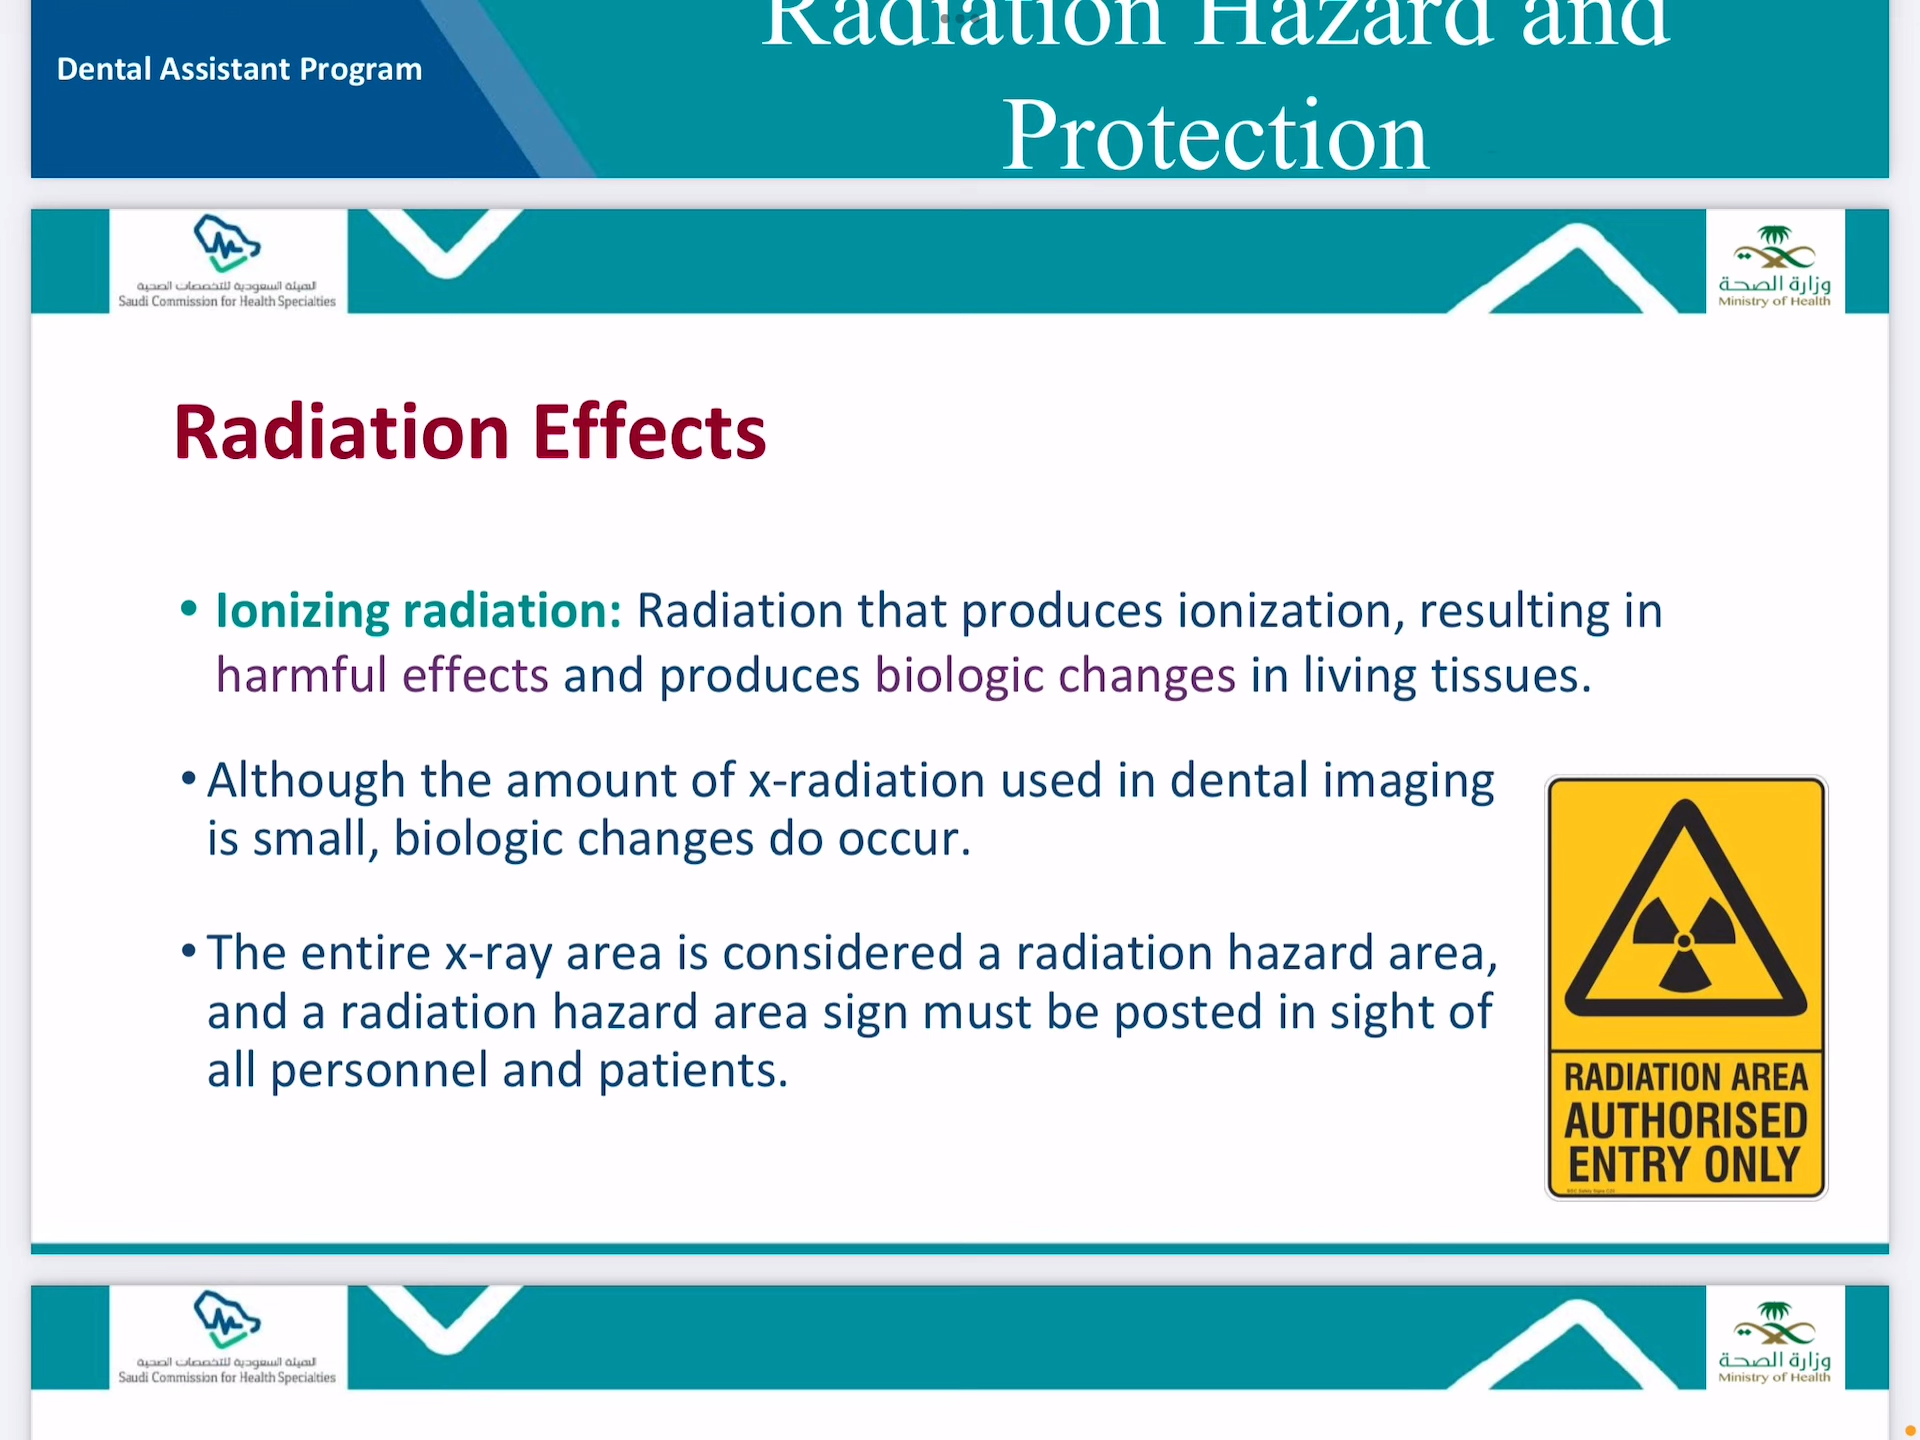 Radiation Hazard and
Protection
Dental Assistant Program
الهيئة السعودية للتخصصات الصحية
Saudi Commission for Health Specialties
وزارة الصحة
Ministry of Health
Radiation Effects
• Ionizing radiation: Radiation that produces ionization, resulting in
harmful effects and produces biologic changes in living tissues.
• Although the amount of x-radiation used in dental imaging
is small, biologic changes do occur.
• The entire x-ray area is considered a radiation hazard area,
and a radiation hazard area sign must be posted in sight of
all personnel and patients.
RADIATION AREA
AUTHORISED
ENTRY ONLY
الهيئة السعودية للتخصصات الصحية
Saudi Commission for Health Specialties
وزارة الصحة
Ministry of Health